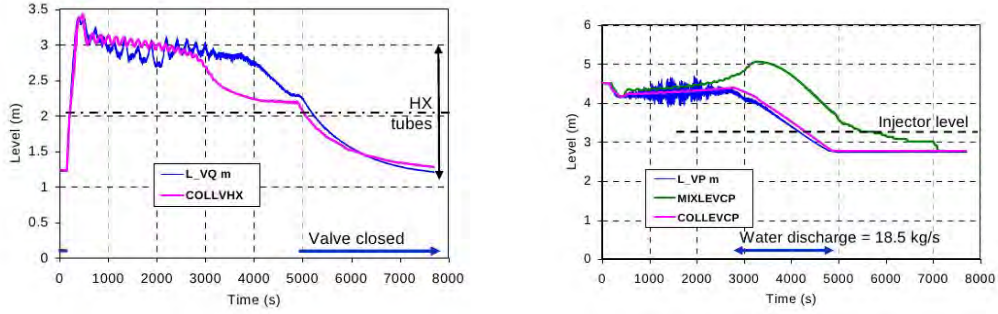 3.5
3
2.5
2
1.5
1
0.5
0
Level (m)
HX
tubes
L_VQ m
COLLVHX
Valve closed
0 1000 2000 3000 4000 5000 6000 7000 8000
Time (s)
6
5
4
3
2
1
0
Level (m)
Injector level
L_VP m
MIXLEVCP
COLLEVCP
Water discharge = 18.5 kg/s
0 1000 2000 3000 4000 5000 6000 7000 8000
Time (s)